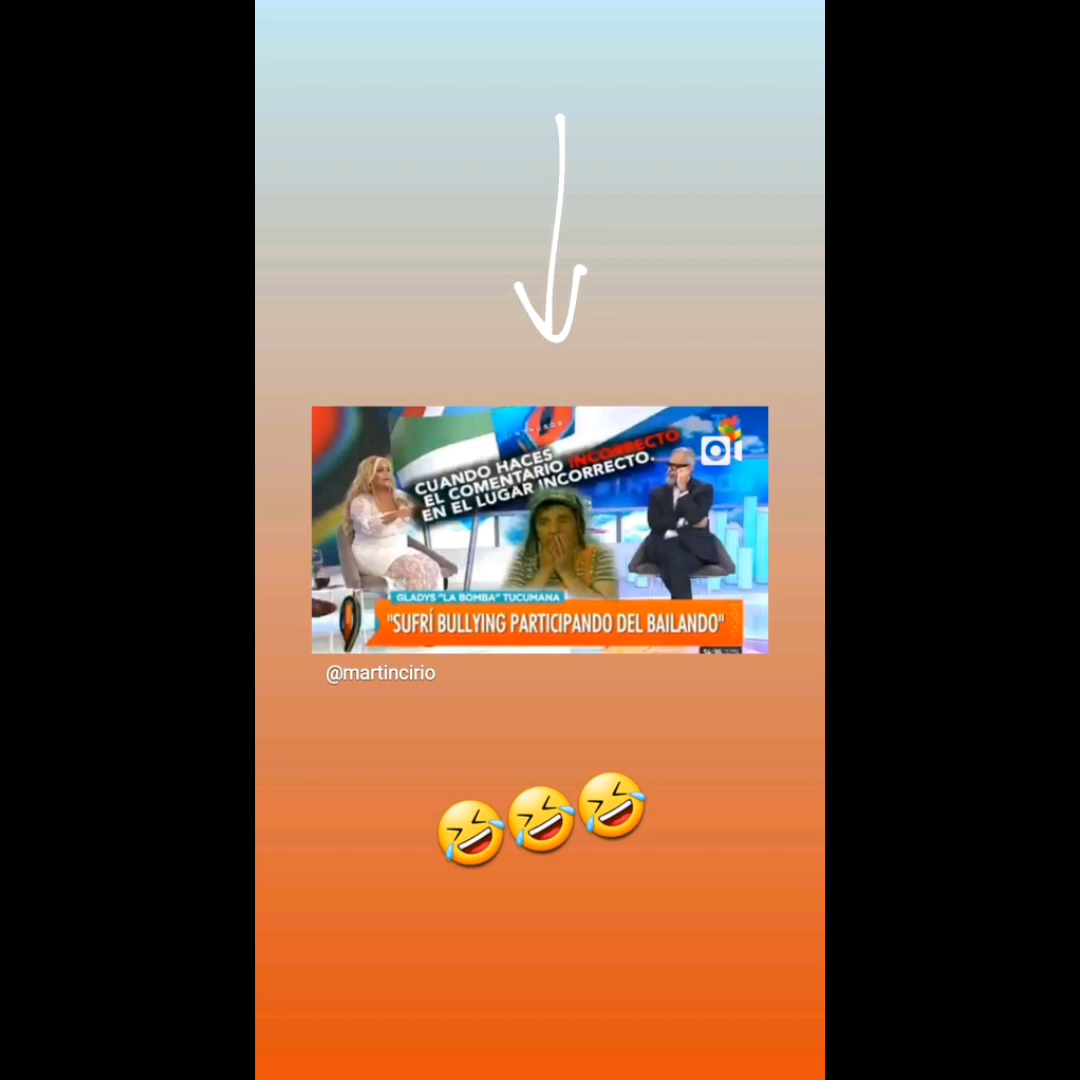 INTRUSOS
CUANDO HACES
EL COMENTARIO INCORRECTO
EN EL LUGAR INCORRECTO.
GLADYS "LA BOMBA" TUCUMANA
"SUFRÍ BULLYING PARTICIPANDO DEL BAILANDO"
@martincirio